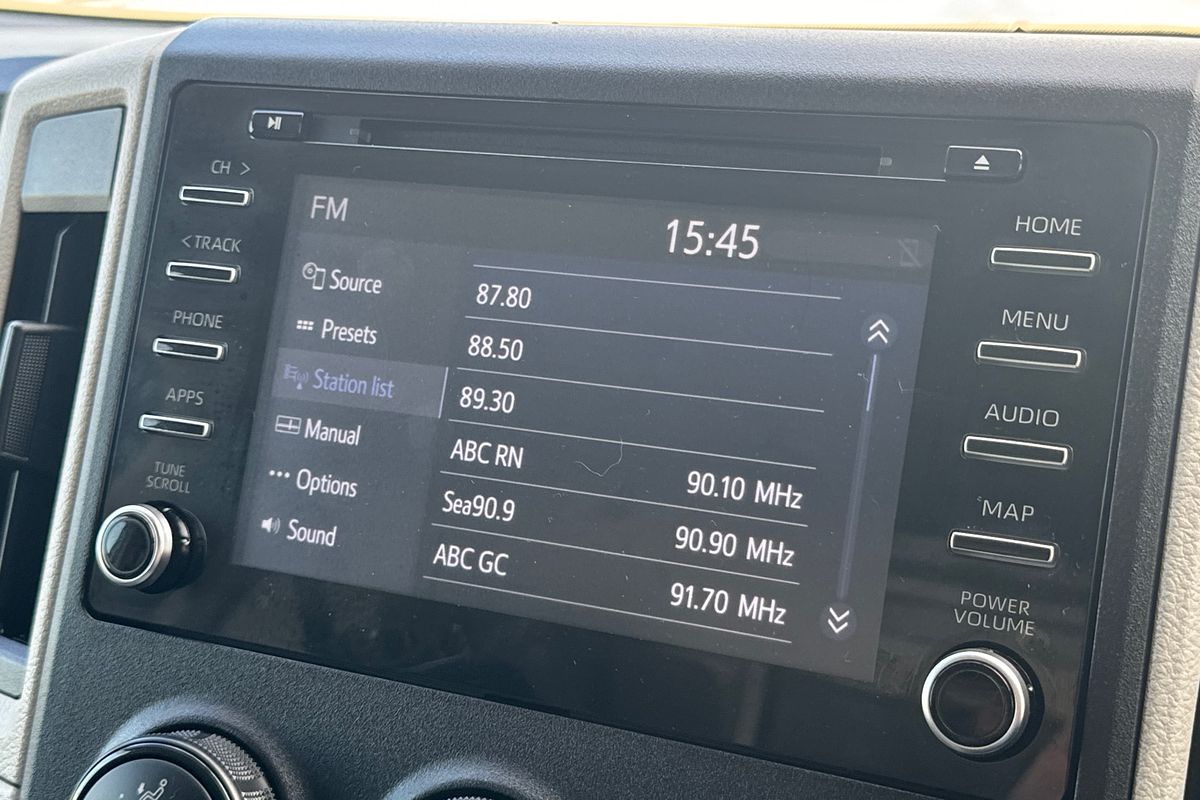 CH >
< TRACK
PHONE
APPS
TUNE
SCROLL
FM
15:45
Source
Presets
Station list
Manual
Options
Sound
87.80
88.50
89.30
ABC RN 90.10 MHz
Sea90.9 90.90 MHz
ABC GC 91.70 MHz
HOME
MENU
AUDIO
MAP
POWER
VOLUME